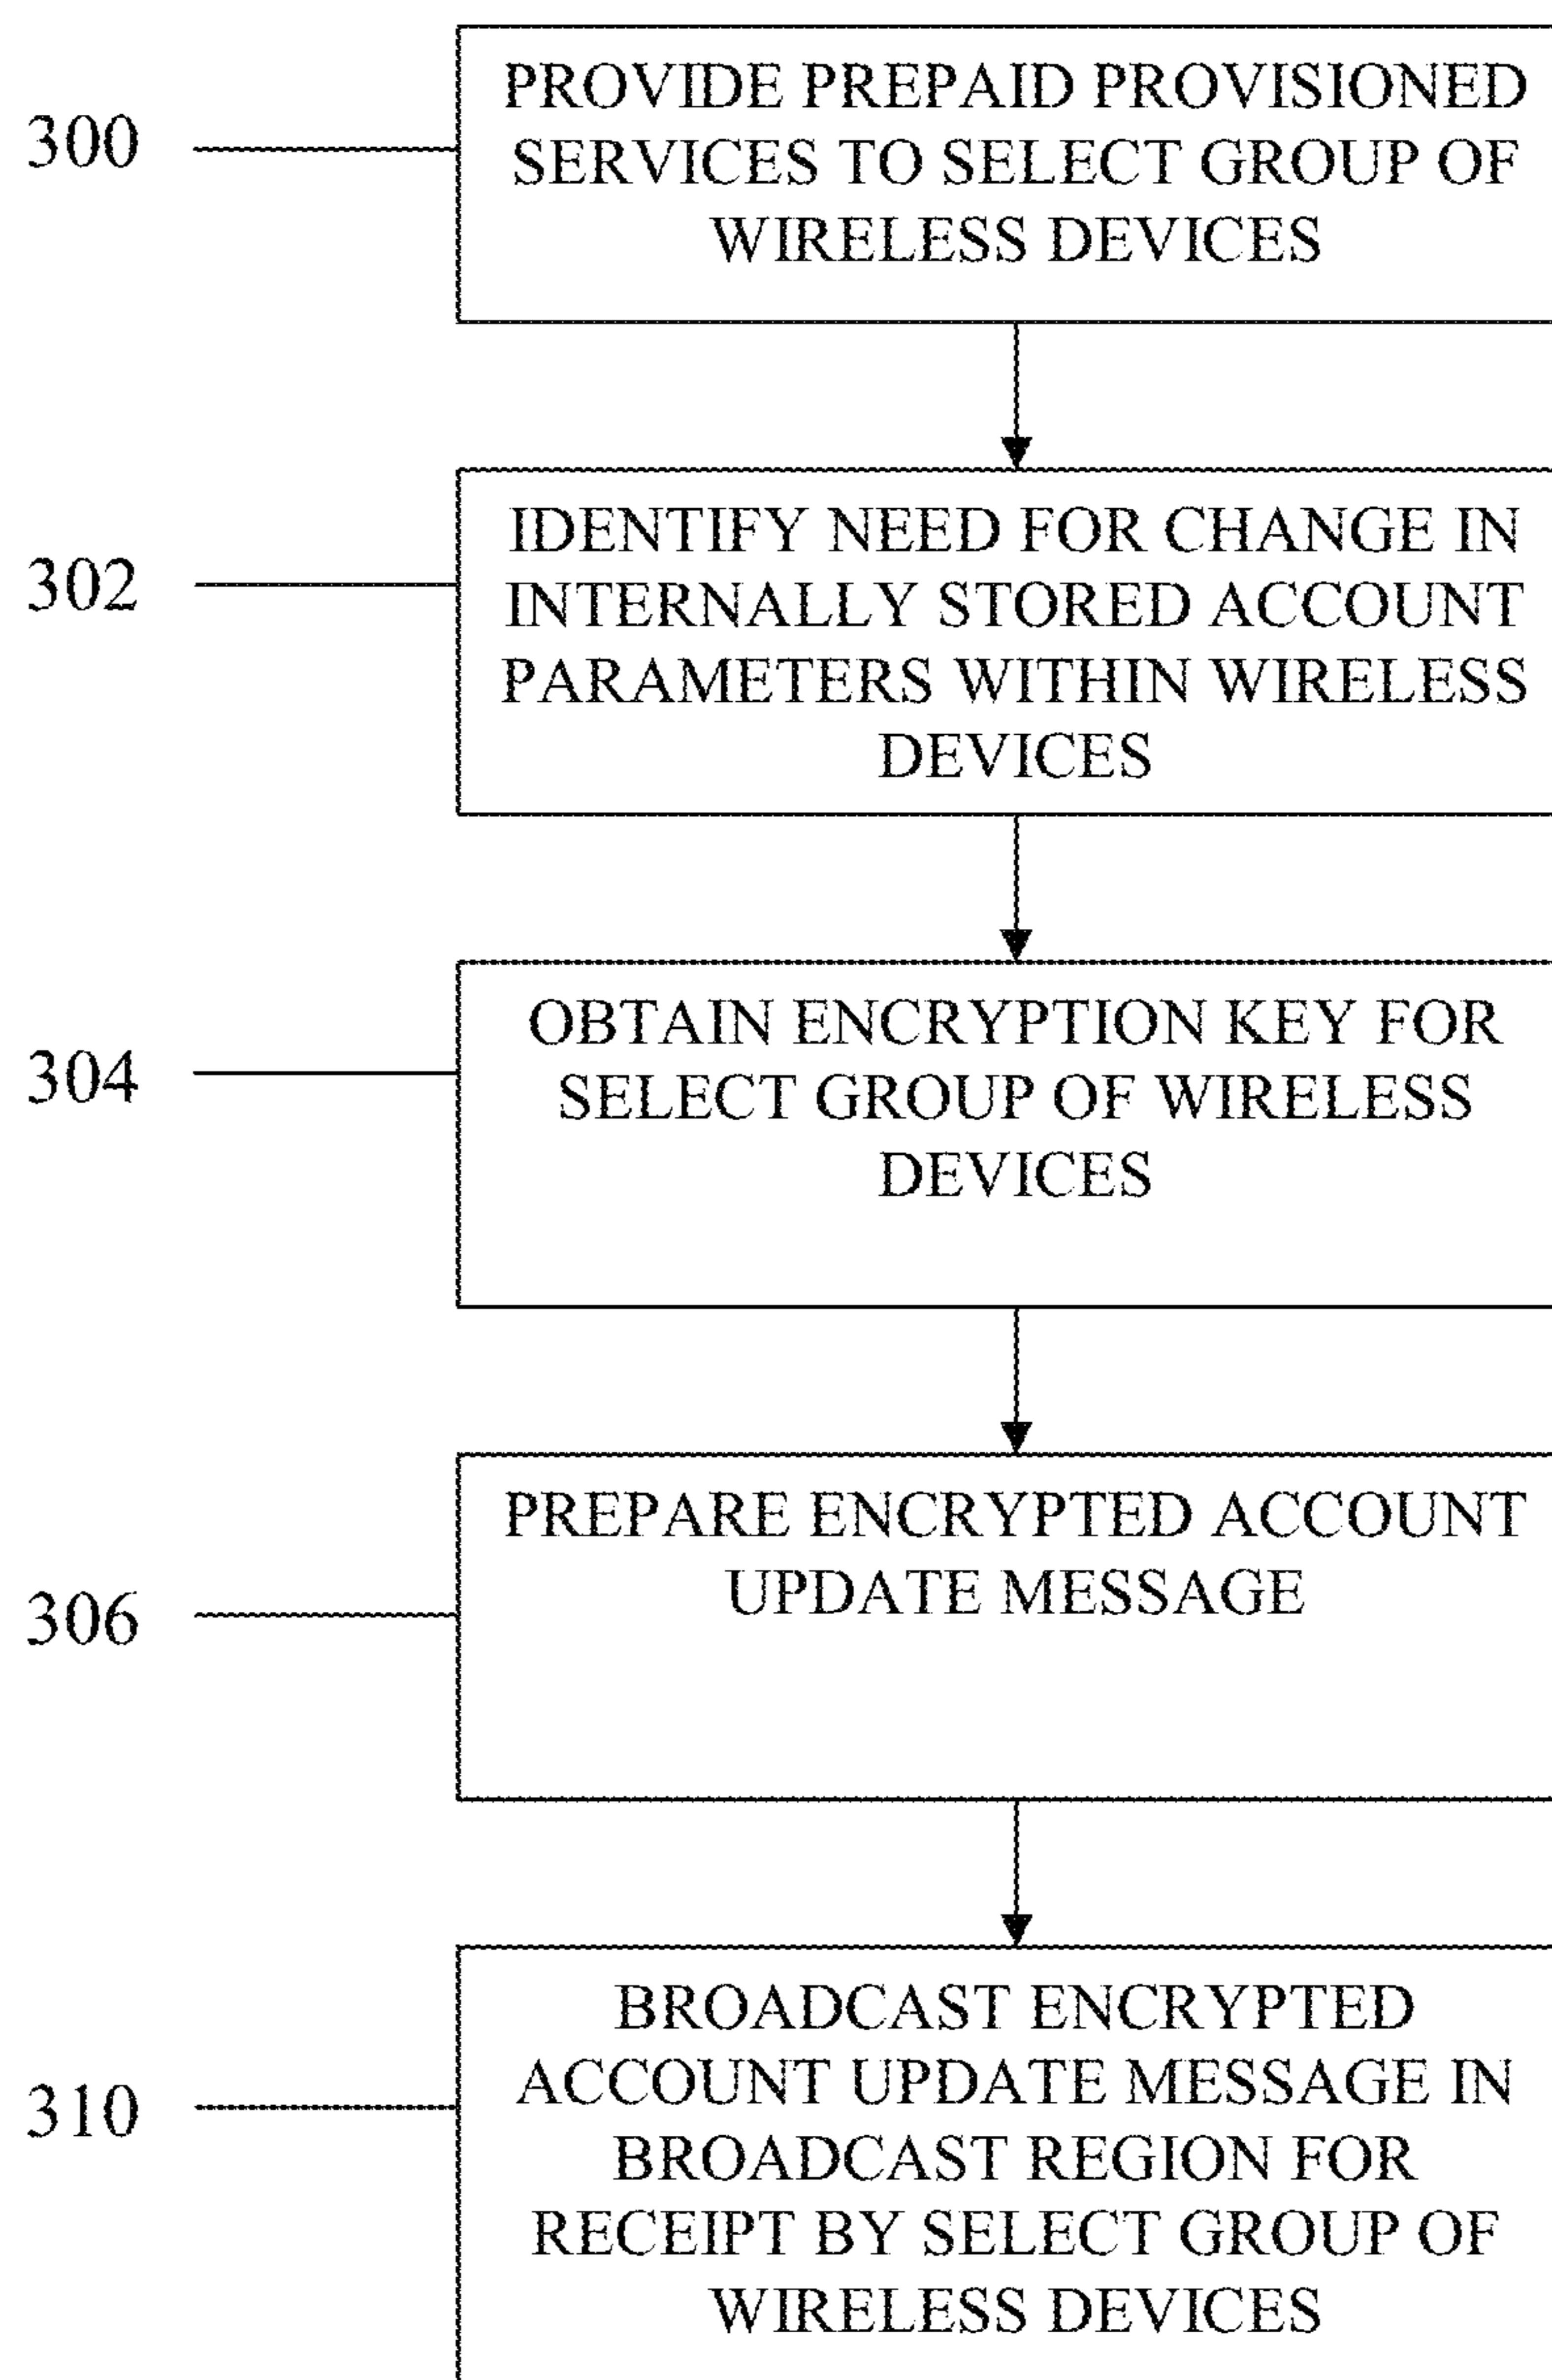 300
PROVIDE PREPAID PROVISIONED
SERVICES TO SELECT GROUP OF
WIRELESS DEVICES
302
IDENTIFY NEED FOR CHANGE IN
INTERNALLY STORED ACCOUNT
PARAMETERS WITHIN WIRELESS
DEVICES
304
OBTAIN ENCRYPTION KEY FOR
SELECT GROUP OF WIRELESS
DEVICES
306
PREPARE ENCRYPTED ACCOUNT
UPDATE MESSAGE
310
BROADCAST ENCRYPTED
ACCOUNT UPDATE MESSAGE IN
BROADCAST REGION FOR
RECEIPT BY SELECT GROUP OF
WIRELESS DEVICES